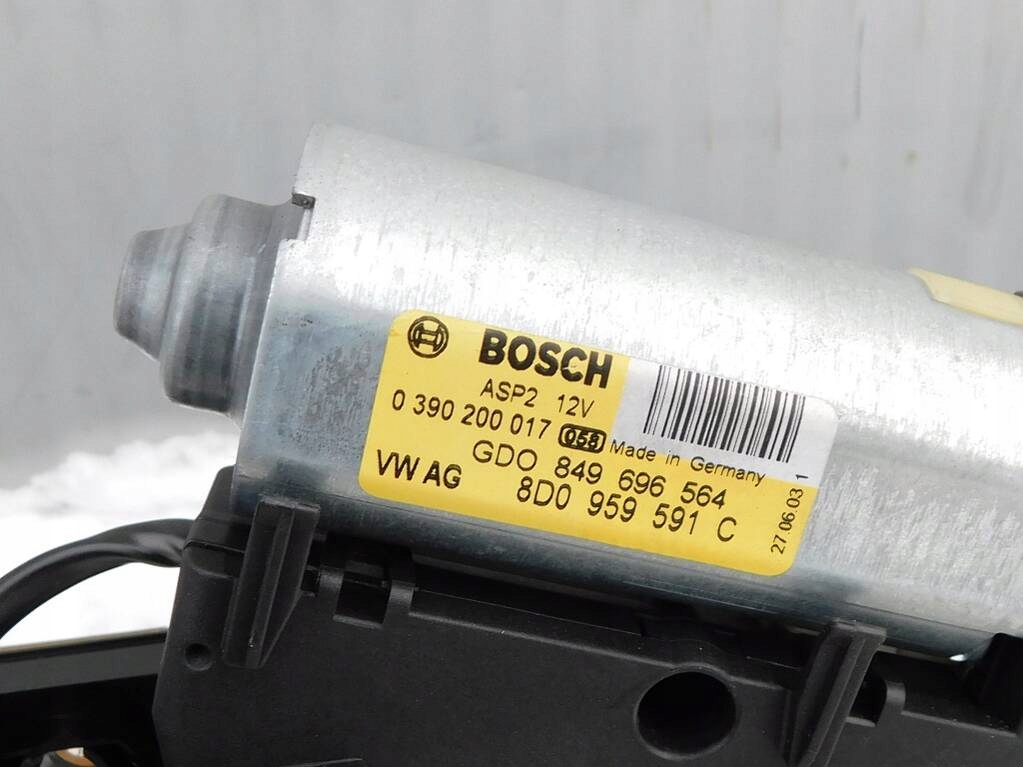 BOSCH
ASP2 12V
0 390 200 017 058 Made in Germany
GDO 849 696 564
VW AG 8D0 959 591 C
27.06.03 1